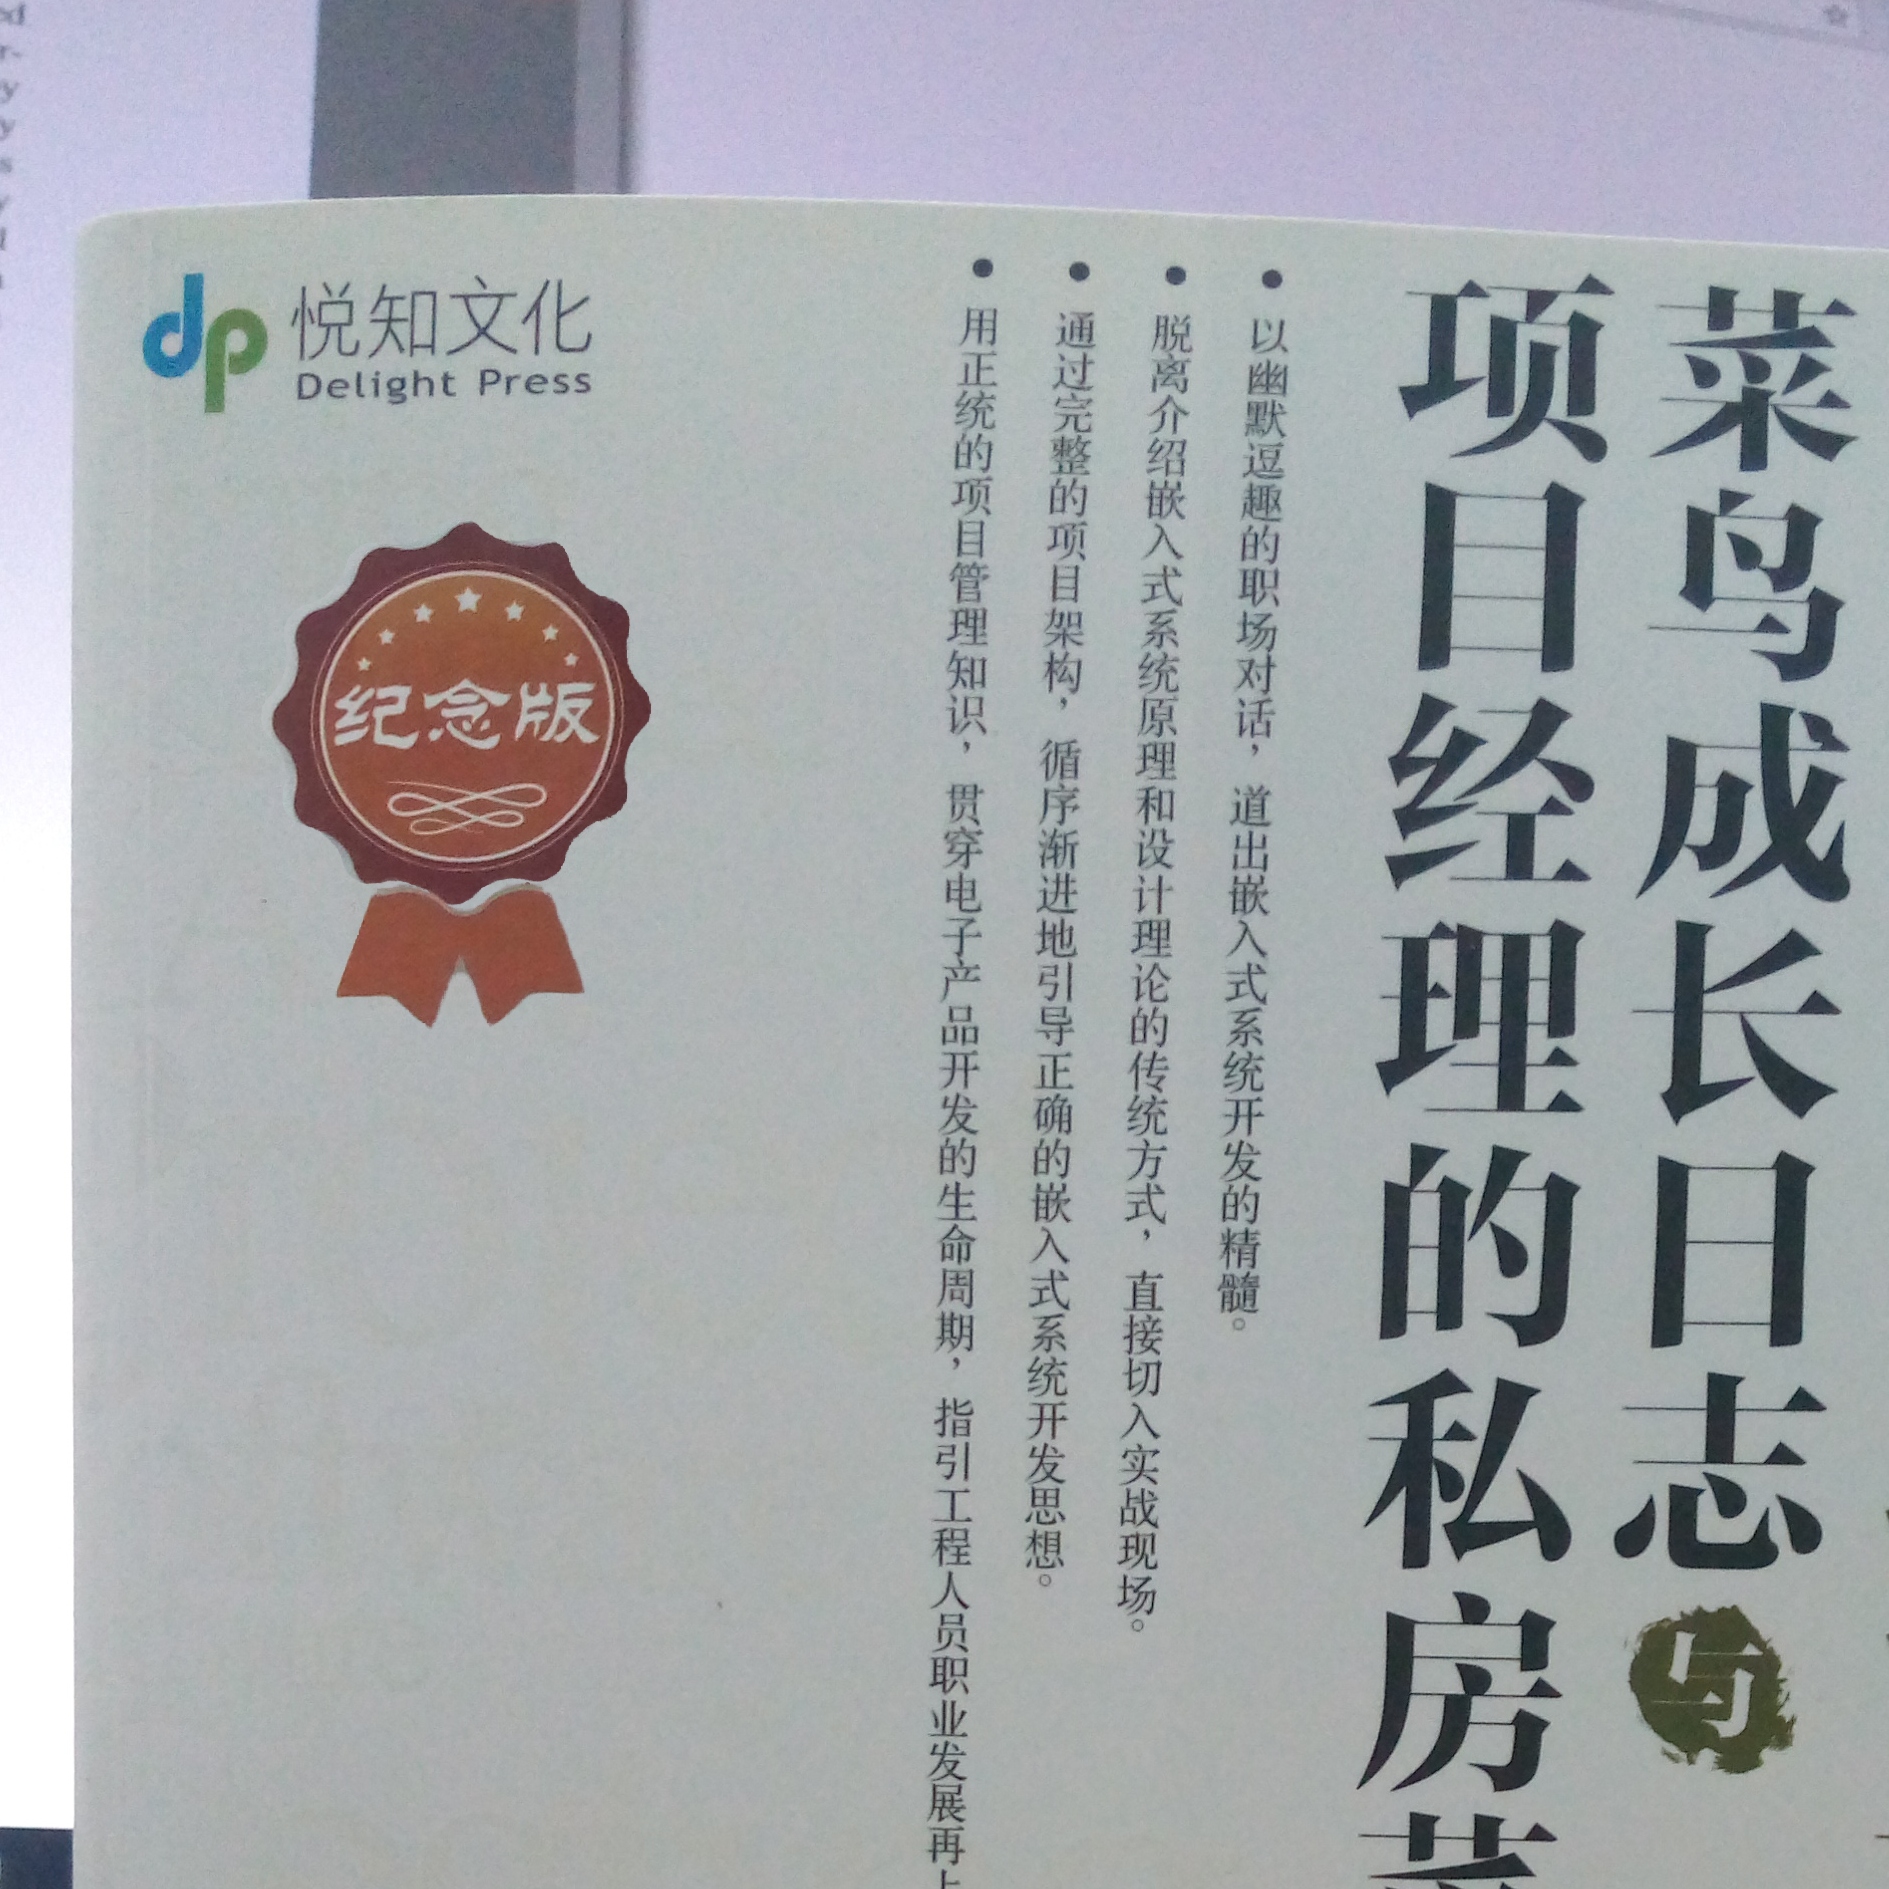 菜鸟成长日志与
项目经理的私房菜
以幽默逗趣的职场对话，道出嵌入式系统开发的精髓。
脱离介绍嵌入式系统原理和设计理论的传统方式，直接切入实战现场。
通过完整的项目架构，循序渐进地引导正确的嵌入式系统开发思想。
用正统的项目管理知识，贯穿电子产品开发的生命周期，指引工程人员职业发展再上
dp
悦知文化
Delight Press
纪念版